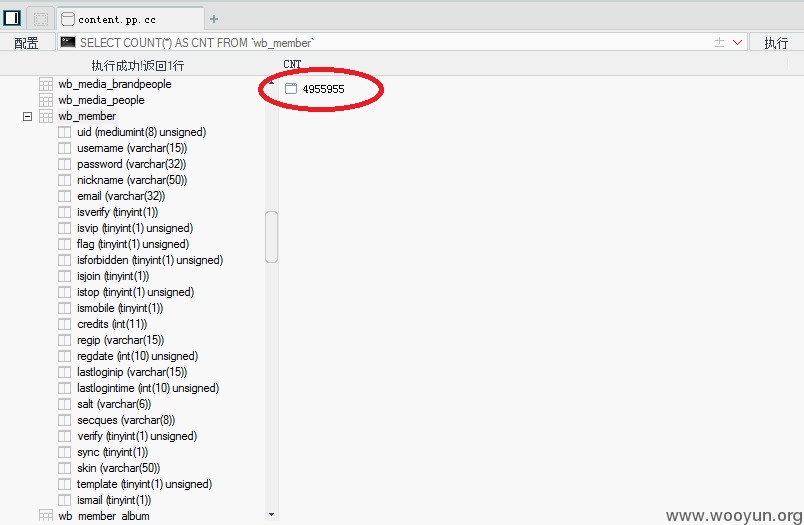 content.pp.cc
配置
SELECT COUNT(*) AS CNT FROM `wb_member`
执行
执行成功!返回1行
CNT
wb_media_brandpeople
4955955
wb_media_people
wb_member
uid (mediumint(8) unsigned)
username (varchar(15))
password (varchar(32))
nickname (varchar(50))
email (varchar(32))
isverify (tinyint(1))
isvip (tinyint(1) unsigned)
flag (tinyint(1) unsigned)
isforbidden (tinyint(1) unsigned)
isjoin (tinyint(1))
istop (tinyint(1) unsigned)
ismobile (tinyint(1))
credits (int(11))
regip (varchar(15))
regdate (int(10) unsigned)
lastloginip (varchar(15))
lastlogintime (int(10) unsigned)
salt (varchar(6))
secques (varchar(8))
verify (tinyint(1) unsigned)
sync (tinyint(1))
skin (varchar(50))
template (tinyint(1) unsigned)
ismail (tinyint(1))
wb_member_album
www.wooyun.org